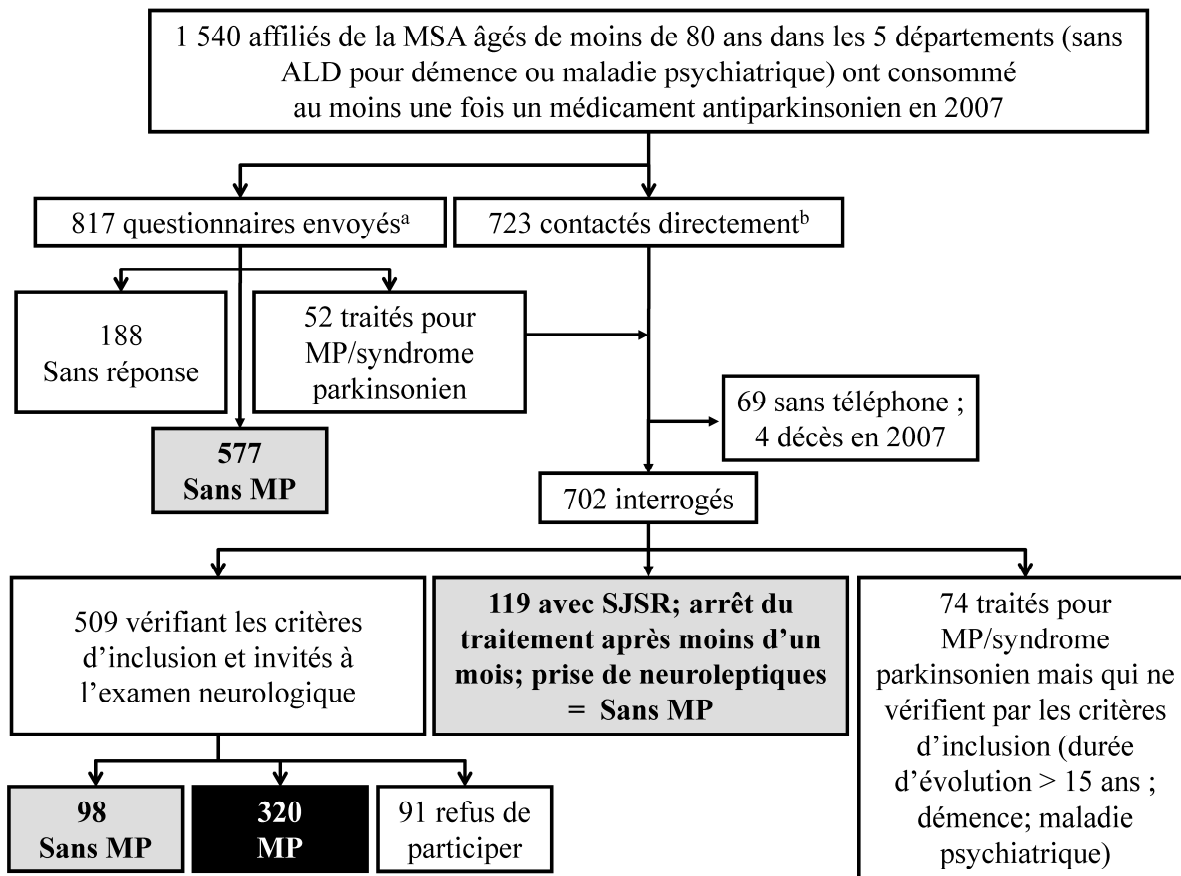 1 540 affiliés de la MSA âgés de moins de 80 ans dans les 5 départements (sans
ALD pour démence ou maladie psychiatrique) ont consommé
au moins une fois un médicament antiparkinsonien en 2007
817 questionnaires envoyésᵃ
723 contactés directementᵇ
188
Sans réponse
52 traités pour
MP/syndrome
parkinsonien
577
Sans MP
69 sans téléphone ;
4 décès en 2007
702 interrogés
509 vérifiant les critères
d’inclusion et invités à
l’examen neurologique
119 avec SJSR; arrêt du
traitement après moins d’un
mois; prise de neuroleptiques
= Sans MP
74 traités pour
MP/syndrome
parkinsonien mais qui ne
vérifient par les critères
d’inclusion (durée
d’évolution > 15 ans ;
démence; maladie
psychiatrique)
98
Sans MP
320
MP
91 refus de
participer